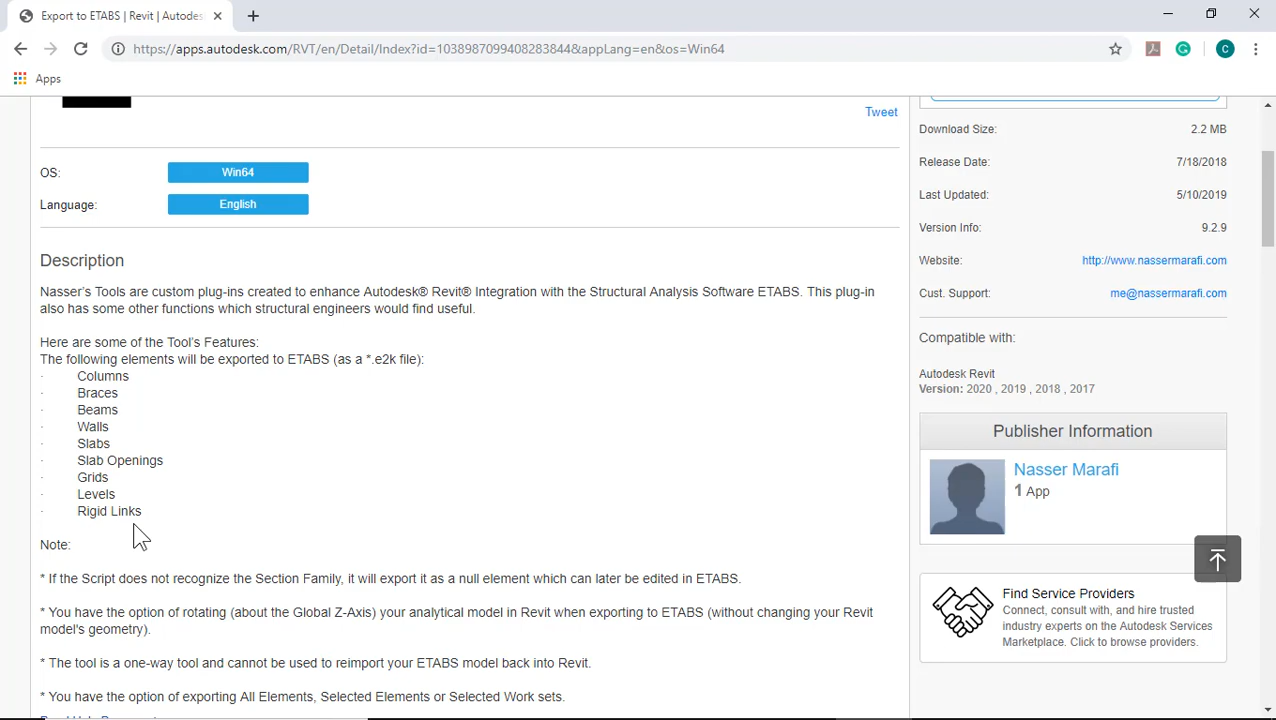 Export to ETABS | Revit | Autodes
https://apps.autodesk.com/RVT/en/Detail/Index?id=1038987099408283844&appLang=en&os=Win64
C
Apps
Tweet
OS:
Win64
Language:
English
Description
Nasser's Tools are custom plug-ins created to enhance Autodesk® Revit® Integration with the Structural Analysis Software ETABS. This plug-in
also has some other functions which structural engineers would find useful.
Here are some of the Tool's Features:
The following elements will be exported to ETABS (as a *.e2k file):
· Columns
· Braces
· Beams
· Walls
· Slabs
· Slab Openings
· Grids
· Levels
· Rigid Links
Note:
* If the Script does not recognize the Section Family, it will export it as a null element which can later be edited in ETABS.
* You have the option of rotating (about the Global Z-Axis) your analytical model in Revit when exporting to ETABS (without changing your Revit
model's geometry).
* The tool is a one-way tool and cannot be used to reimport your ETABS model back into Revit.
* You have the option of exporting All Elements, Selected Elements or Selected Work sets.
Download Size: 2.2 MB
Release Date: 7/18/2018
Last Updated: 5/10/2019
Version Info: 9.2.9
Website: http://www.nassermarafi.com
Cust. Support: me@nassermarafi.com
Compatible with:
Autodesk Revit
Version: 2020 , 2019 , 2018 , 2017
Publisher Information
Nasser Marafi
1 App
Find Service Providers
Connect, consult with, and hire trusted
industry experts on the Autodesk Services
Marketplace. Click to browse providers.